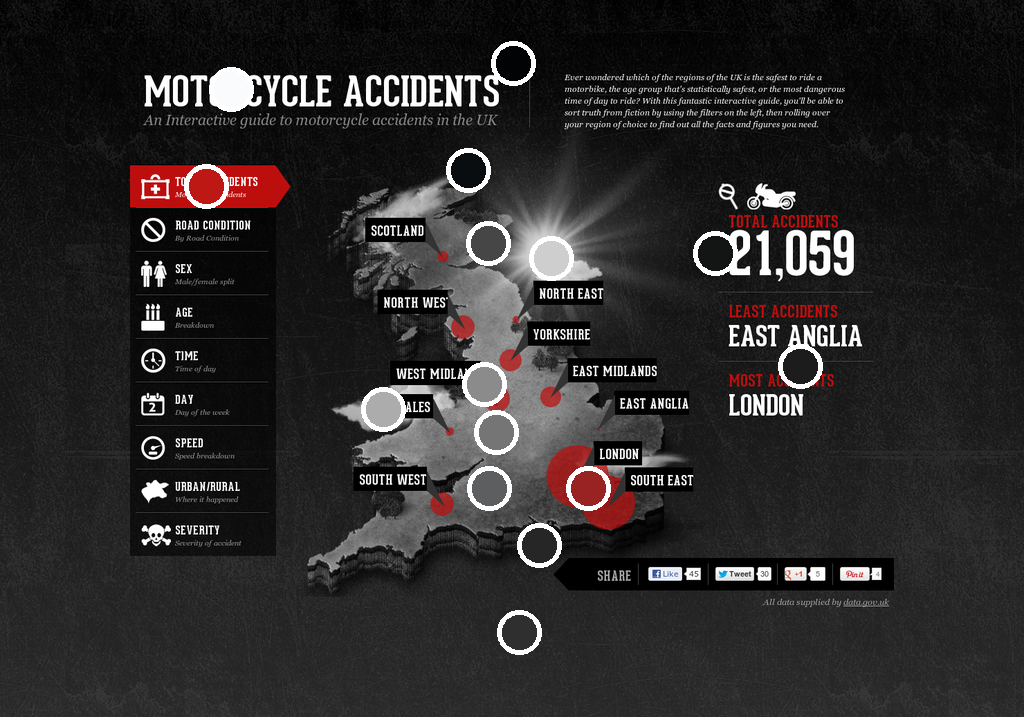 MOTORCYCLE ACCIDENTS
An Interactive guide to motorcycle accidents in the UK
Ever wondered which of the regions of the UK is the safest to ride a
motorbike, the age group that's statistically safest, or the most dangerous
time of day to ride? With this fantastic interactive guide, you'll be able to
sort truth from fiction by using the filters on the left, then rolling over
your region of choice to find out all the facts and figures you need.
ROAD CONDITION
By Road Condition
SEX
Male/female split
AGE
Breakdown
TIME
Time of day
DAY
Day of the week
2
SPEED
Speed breakdown
URBAN/RURAL
Where it happened
SEVERITY
Severity of accident
SCOTLAND
NORTH EAST
NORTH WES
YORKSHIRE
WEST MIDLA
EAST MIDLANDS
ALES
EAST ANGLIA
LONDON
SOUTH WEST
SOUTH EAST
TOTAL ACCIDENTS
21,059
LEAST ACCIDENTS
EAST ANGLIA
MOST ACCIDENTS
LONDON
SHARE
Like 45
Tweet 30
+1 5
Pin it 4
All data supplied by data.gov.uk